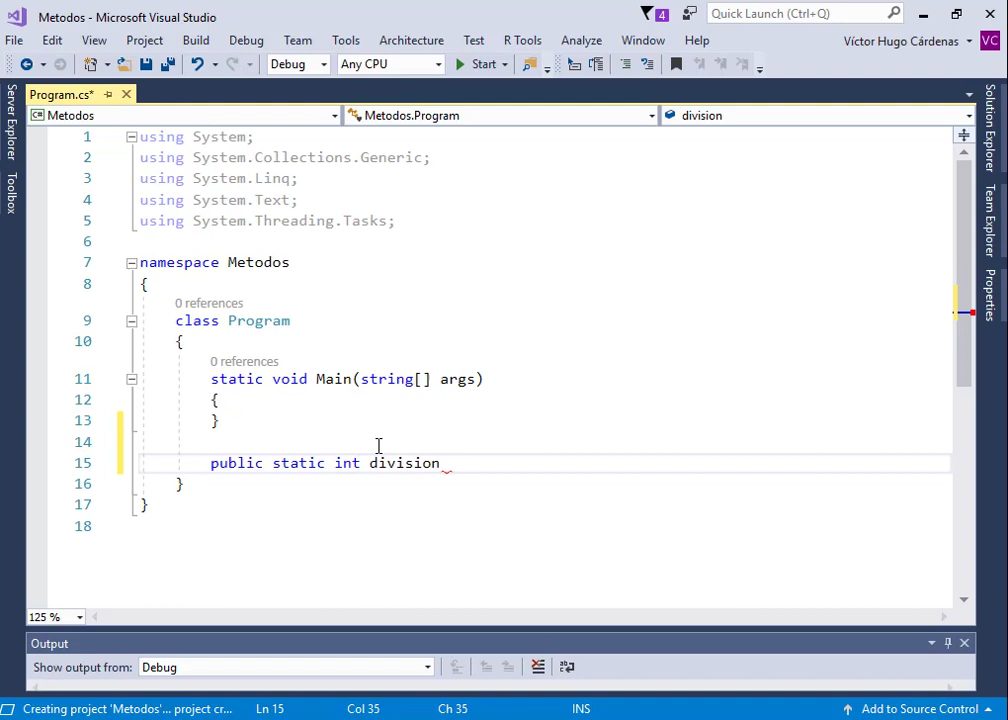 Metodos - Microsoft Visual Studio
4
Quick Launch (Ctrl+Q)
File Edit View Project Build Debug Team Tools Architecture Test R Tools Analyze Window Help
Víctor Hugo Cárdenas VC
Debug Any CPU Start
Program.cs*
Metodos Metodos.Program division
Server Explorer
Toolbox
Solution Explorer
Team Explorer
Properties
1 using System;
2 using System.Collections.Generic;
3 using System.Linq;
4 using System.Text;
5 using System.Threading.Tasks;
6
7 namespace Metodos
8 {
0 references
9 class Program
10 {
0 references
11 static void Main(string[] args)
12 {
13 }
14
15 public static int division
16 }
17 }
18
125 %
Output
Show output from: Debug
Creating project 'Metodos'... project cr... Ln 15 Col 35 Ch 35 INS Add to Source Control